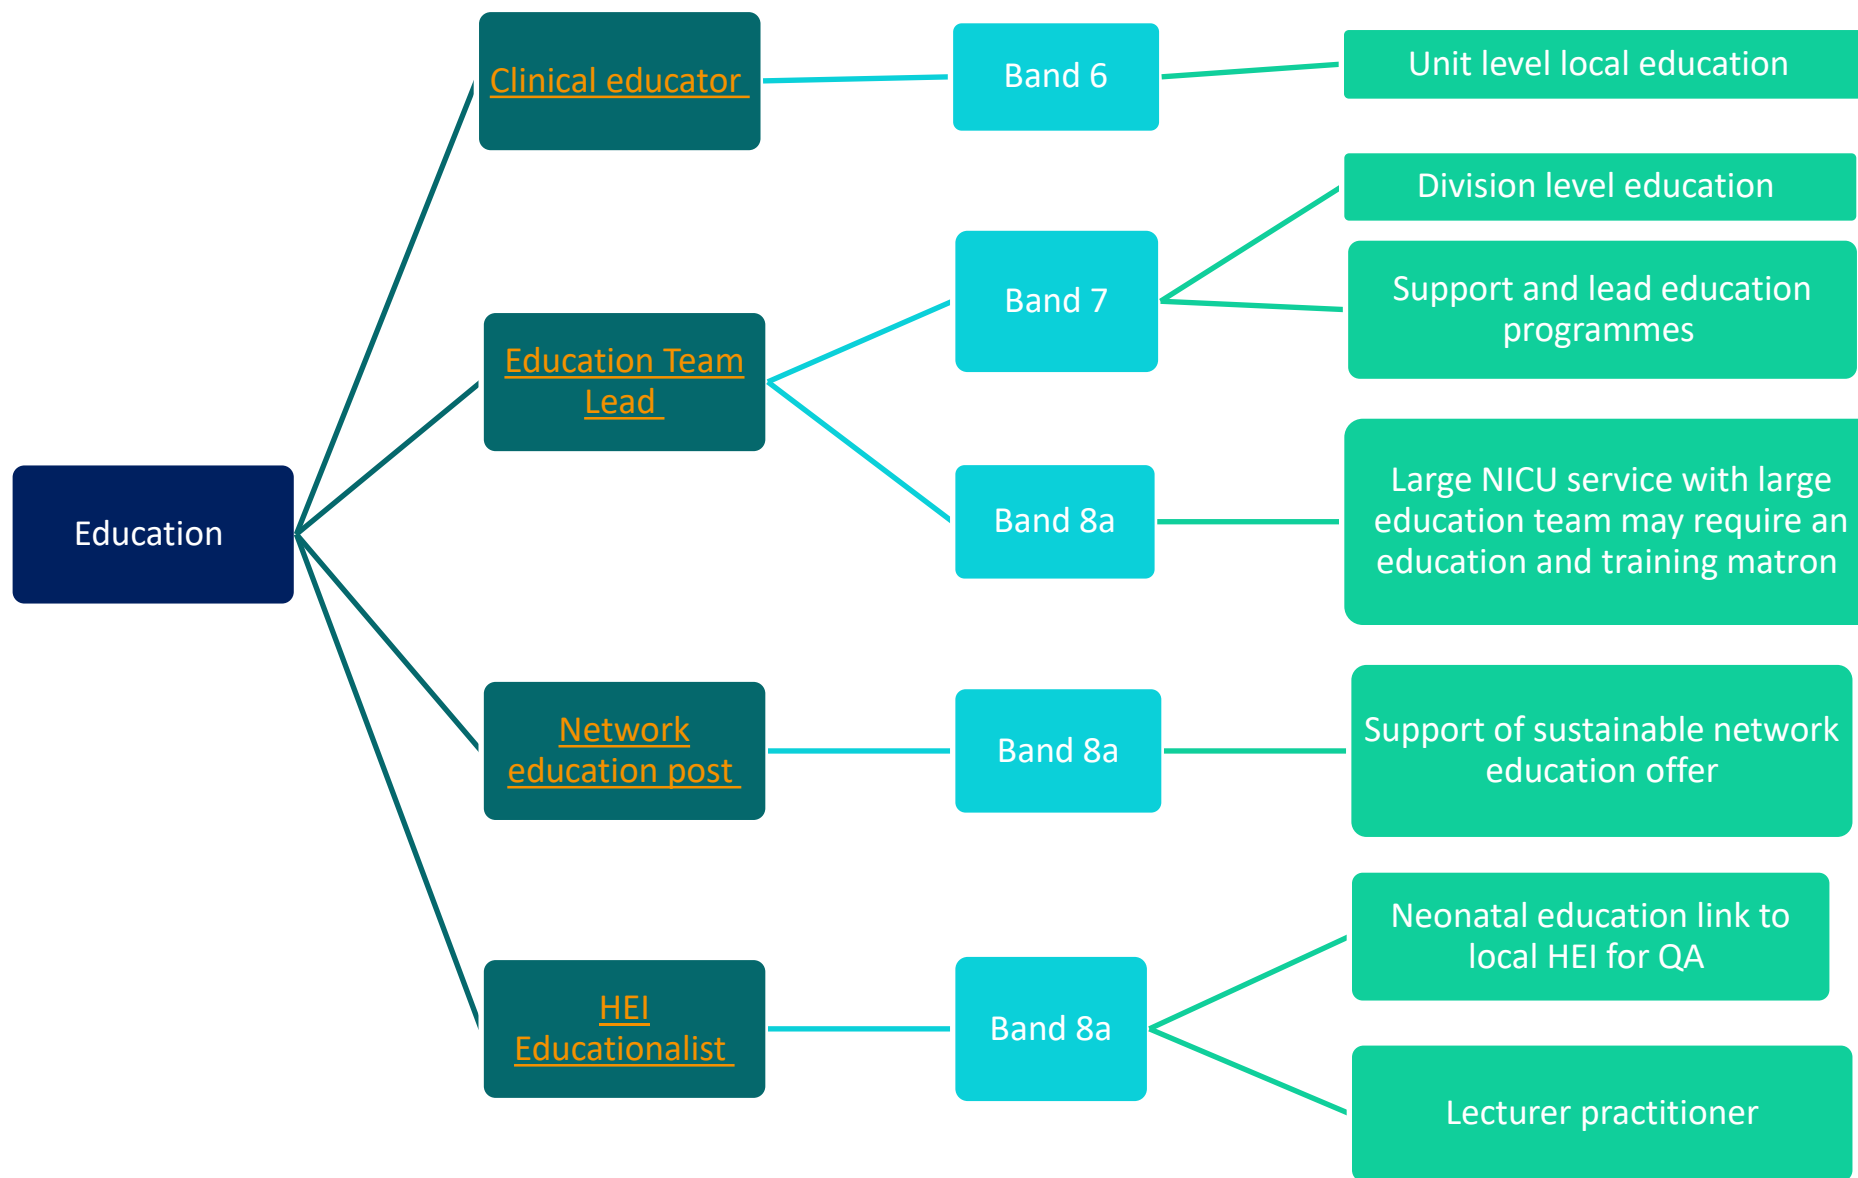 Education
Clinical educator
Band 6
Unit level local education
Education Team
Lead
Band 7
Division level education
Support and lead education
programmes
Band 8a
Large NICU service with large
education team may require an
education and training matron
Network
education post
Band 8a
Support of sustainable network
education offer
HEI
Educationalist
Band 8a
Neonatal education link to
local HEI for QA
Lecturer practitioner